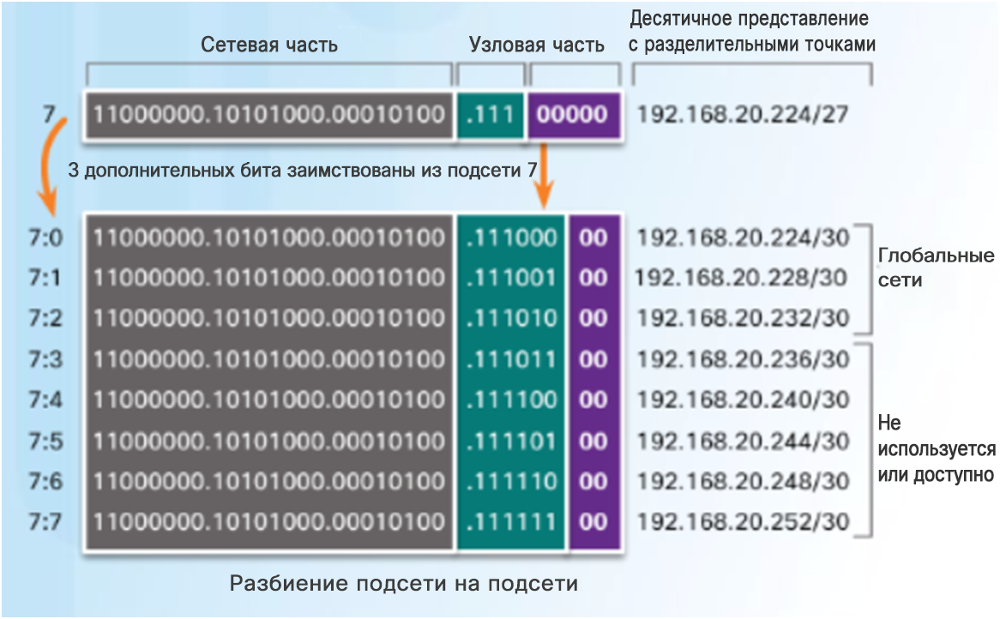 Сетевая часть
Узловая часть
Десятичное представление
с разделительными точками
7 11000000.10101000.00010100 .111 00000 192.168.20.224/27
3 дополнительных бита заимствованы из подсети 7
7:0 11000000.10101000.00010100 .111000 00 192.168.20.224/30
7:1 11000000.10101000.00010100 .111001 00 192.168.20.228/30
7:2 11000000.10101000.00010100 .111010 00 192.168.20.232/30
Глобальные
сети
7:3 11000000.10101000.00010100 .111011 00 192.168.20.236/30
7:4 11000000.10101000.00010100 .111100 00 192.168.20.240/30
7:5 11000000.10101000.00010100 .111101 00 192.168.20.244/30
7:6 11000000.10101000.00010100 .111110 00 192.168.20.248/30
7:7 11000000.10101000.00010100 .111111 00 192.168.20.252/30
Не
используется
или доступно
Разбиение подсети на подсети